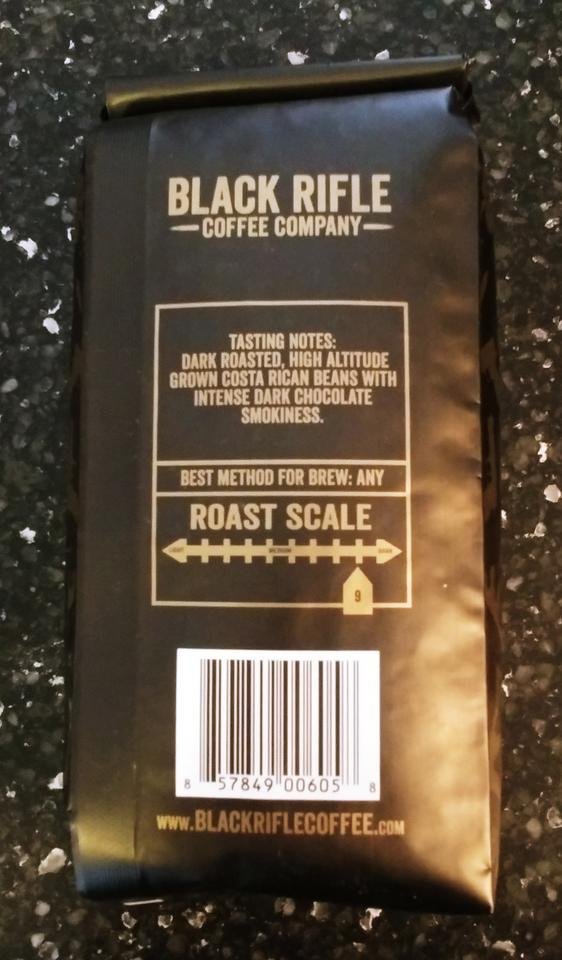 BLACK RIFLE
COFFEE COMPANY
TASTING NOTES:
DARK ROASTED, HIGH ALTITUDE
GROWN COSTA RICAN BEANS WITH
INTENSE DARK CHOCOLATE
SMOKINESS.
BEST METHOD FOR BREW: ANY
ROAST SCALE
LIGHT MEDIUM DARK
9
8 57849 00605 8
www.BLACKRIFLECOFFEE.COM